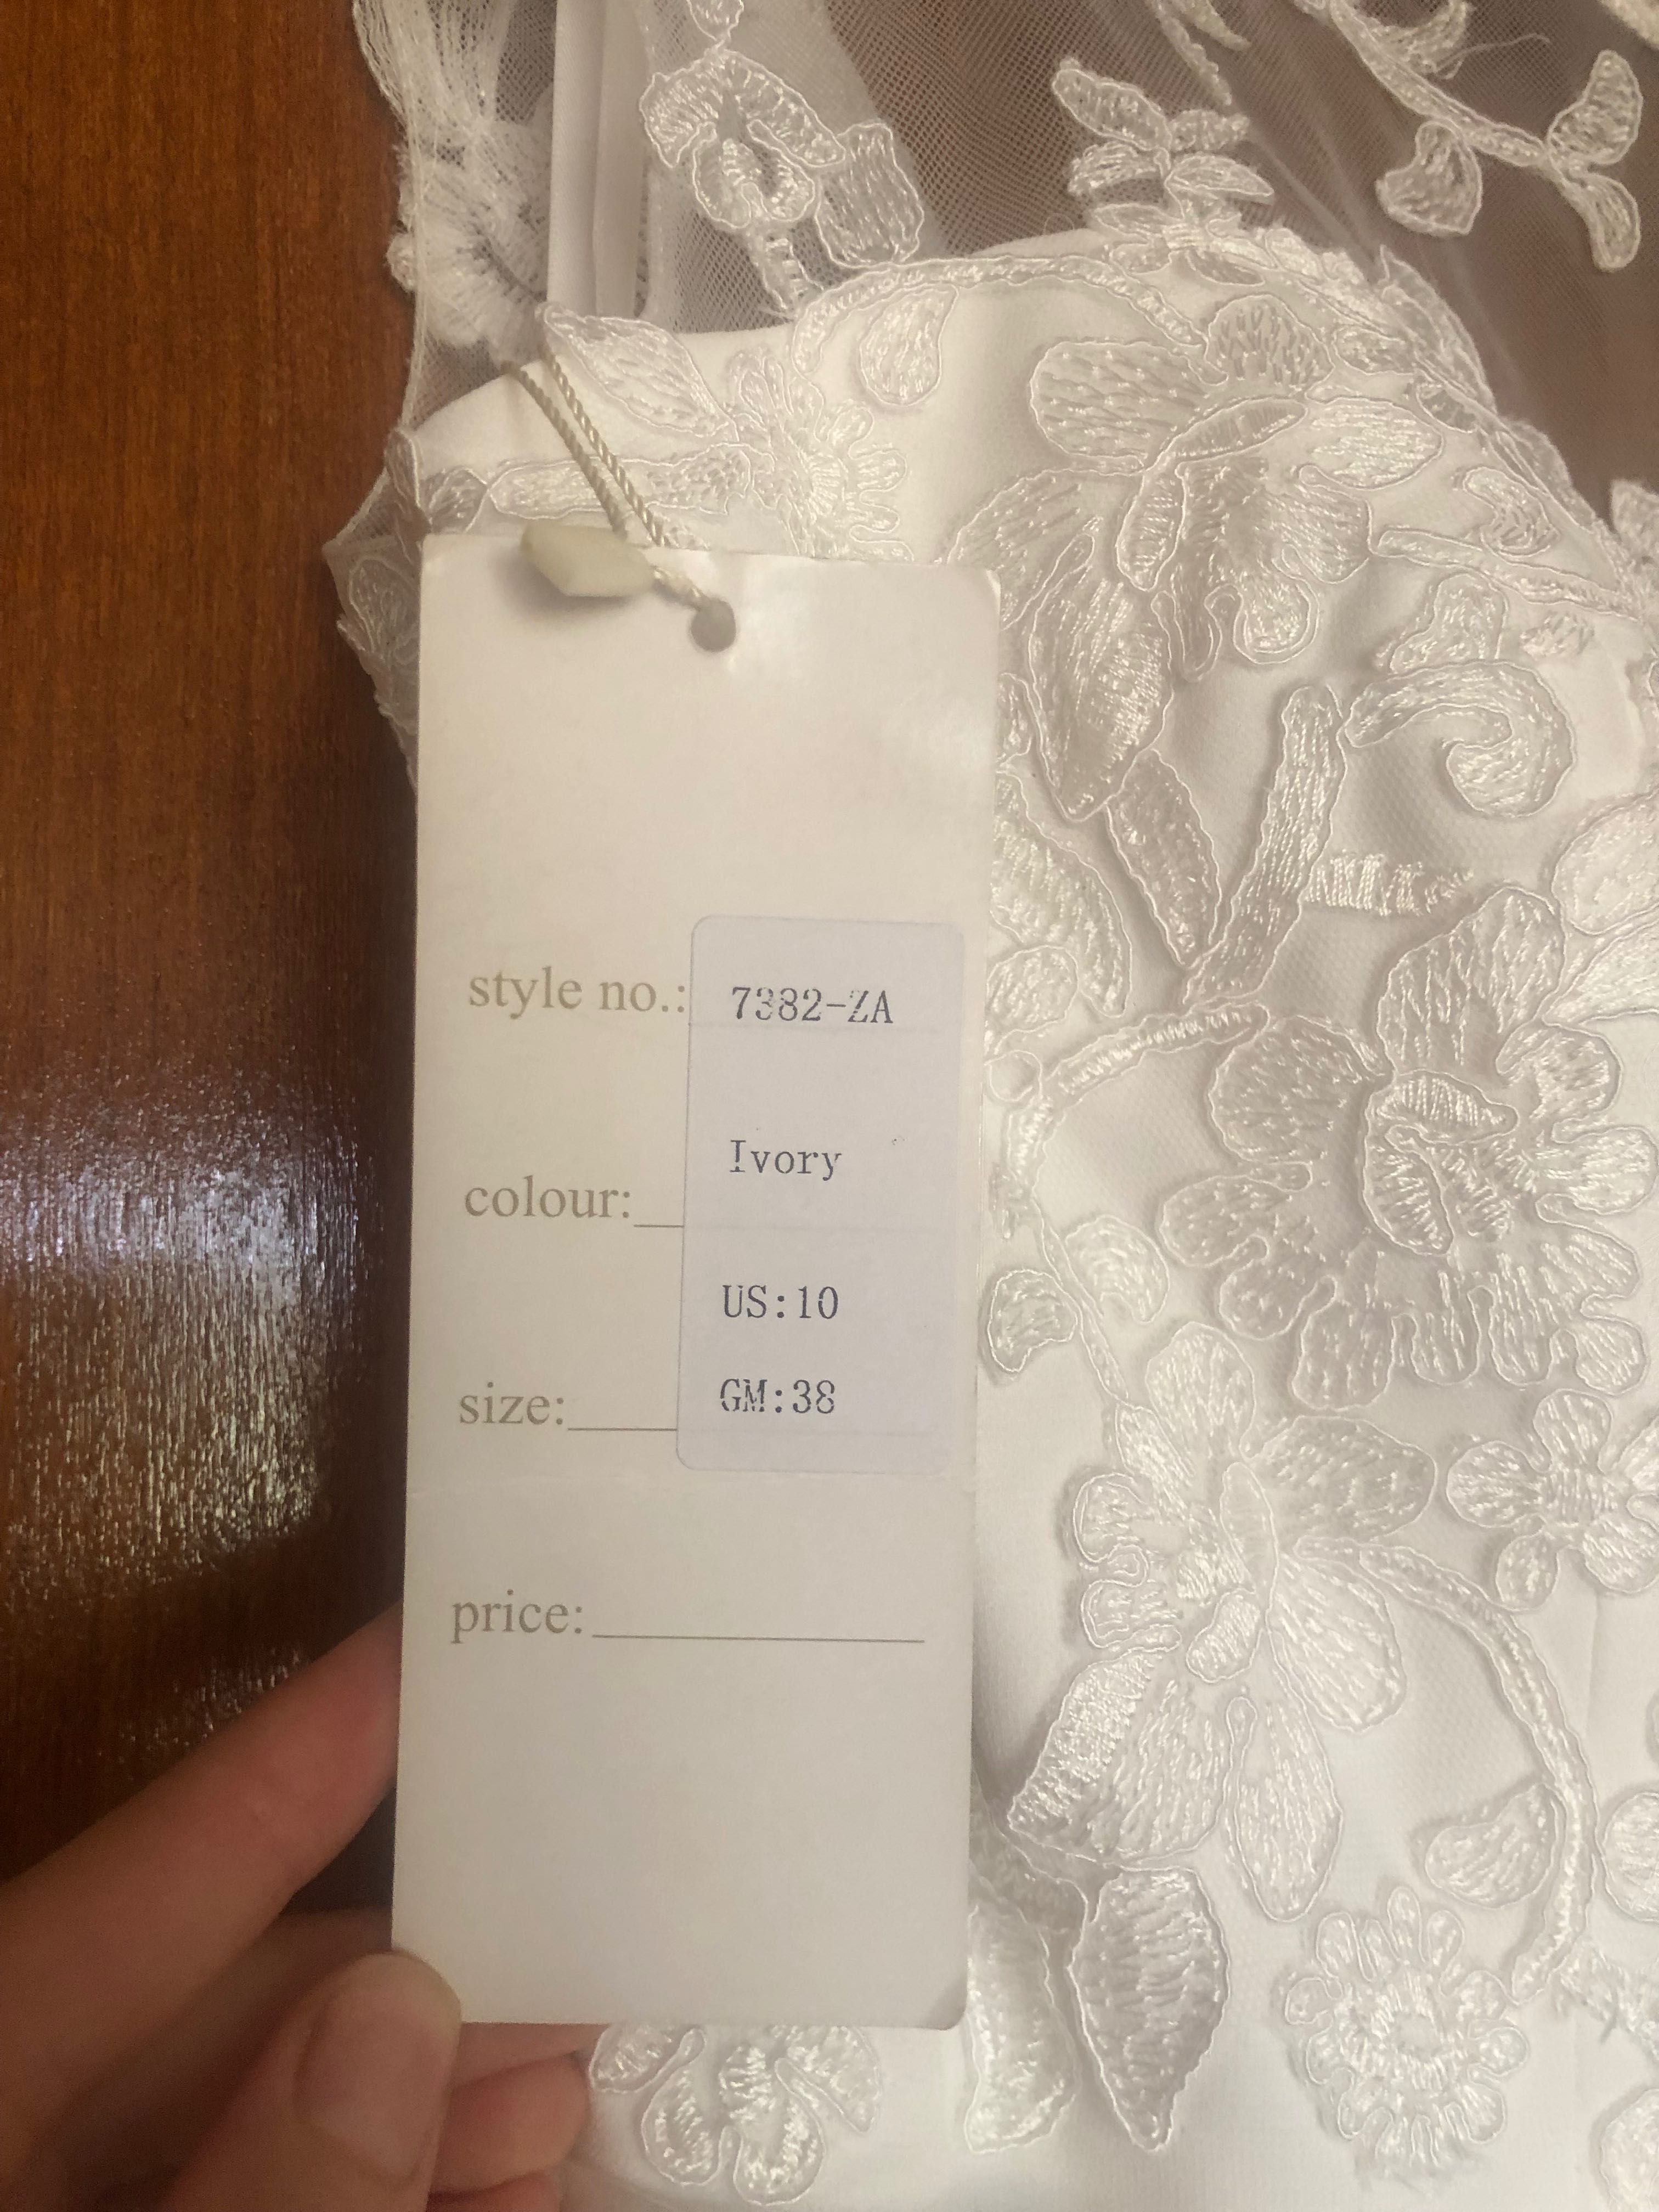 style no.: 7382-ZA
colour: Ivory
US:10
size: GM:38
price: